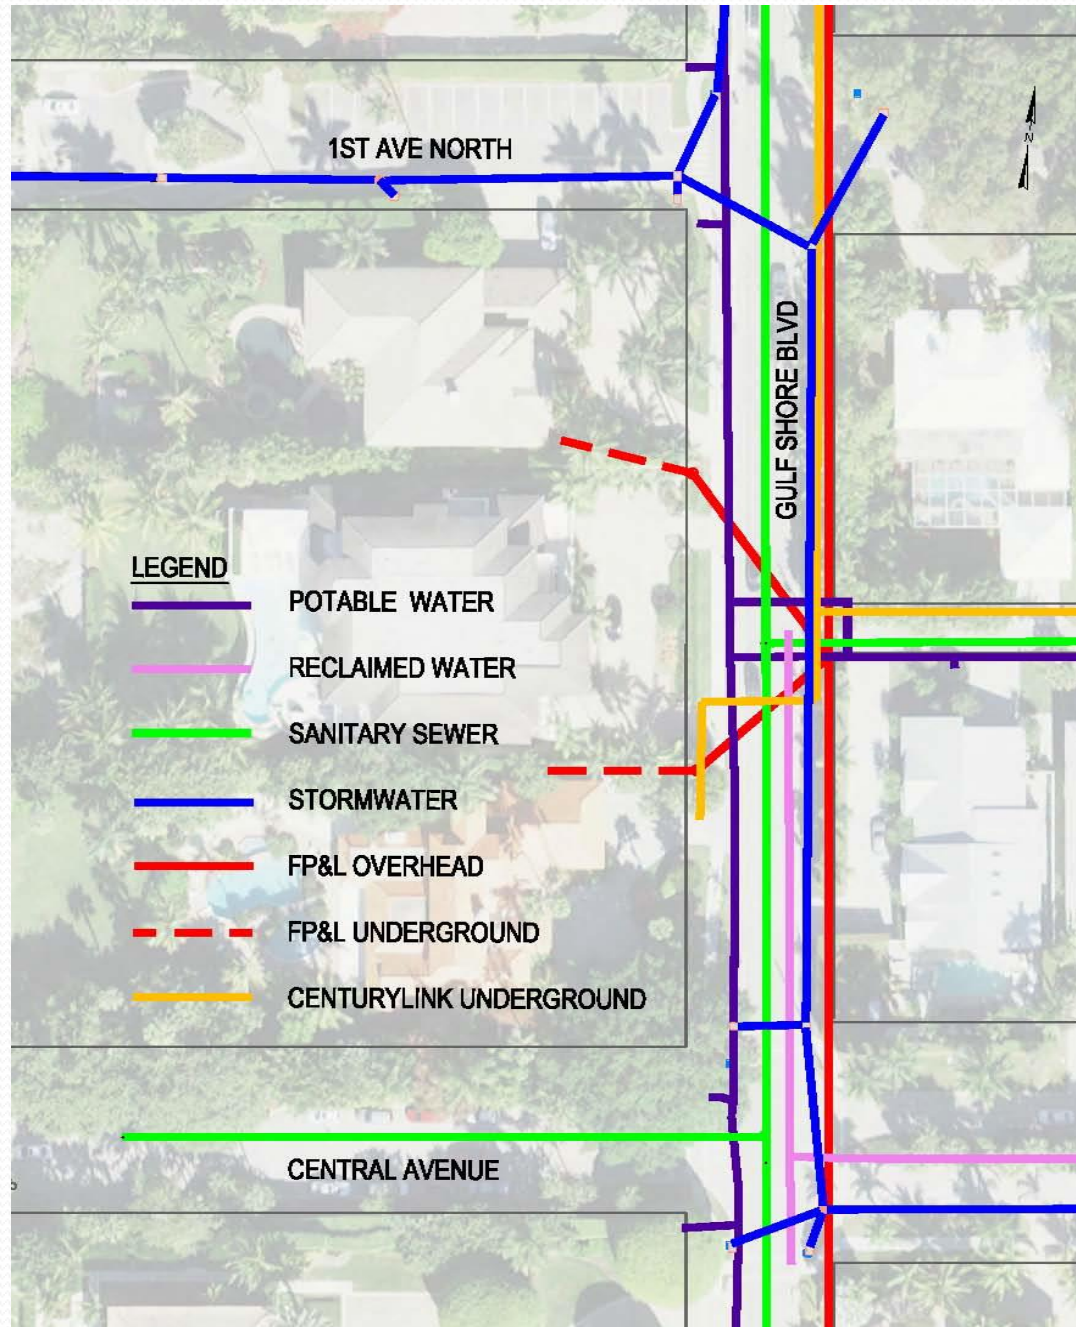 1ST AVE NORTH
N
GULF SHORE BLVD
LEGEND
POTABLE WATER
RECLAIMED WATER
SANITARY SEWER
STORMWATER
FP&L OVERHEAD
FP&L UNDERGROUND
CENTURYLINK UNDERGROUND
CENTRAL AVENUE